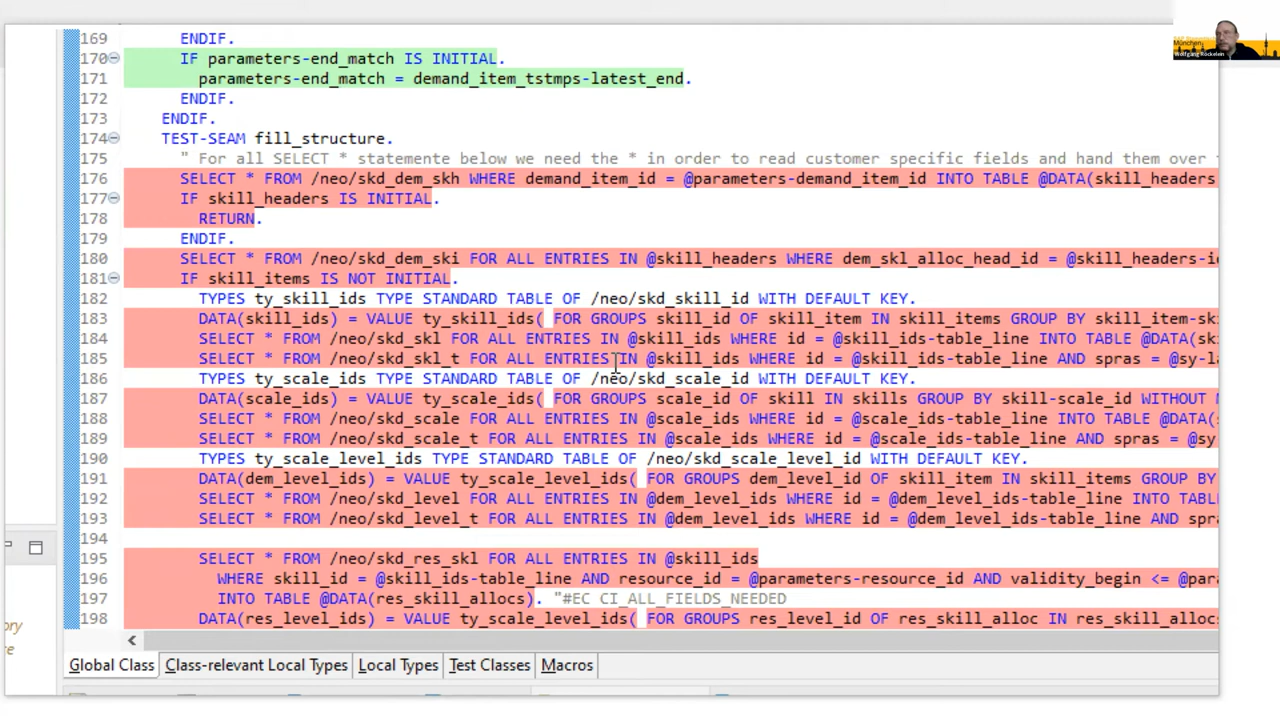 169 ENDIF.
170 IF parameters-end_match IS INITIAL.
171 parameters-end_match = demand_item_tstmps-latest_end.
172 ENDIF.
173 ENDIF.
174 TEST-SEAM fill_structure.
175 " For all SELECT * statemente below we need the * in order to read customer specific fields and hand them over
176 SELECT * FROM /neo/skd_dem_skh WHERE demand_item_id = @parameters-demand_item_id INTO TABLE @DATA(skill_headers
177 IF skill_headers IS INITIAL.
178 RETURN.
179 ENDIF.
180 SELECT * FROM /neo/skd_dem_ski FOR ALL ENTRIES IN @skill_headers WHERE dem_skl_alloc_head_id = @skill_headers-i
181 IF skill_items IS NOT INITIAL.
182 TYPES ty_skill_ids TYPE STANDARD TABLE OF /neo/skd_skill_id WITH DEFAULT KEY.
183 DATA(skill_ids) = VALUE ty_skill_ids( FOR GROUPS skill_id OF skill_item IN skill_items GROUP BY skill_item-sk
184 SELECT * FROM /neo/skd_skl FOR ALL ENTRIES IN @skill_ids WHERE id = @skill_ids-table_line INTO TABLE @DATA(sk
185 SELECT * FROM /neo/skd_skl_t FOR ALL ENTRIES IN @skill_ids WHERE id = @skill_ids-table_line AND spras = @sy-la
186 TYPES ty_scale_ids TYPE STANDARD TABLE OF /neo/skd_scale_id WITH DEFAULT KEY.
187 DATA(scale_ids) = VALUE ty_scale_ids( FOR GROUPS scale_id OF skill IN skills GROUP BY skill-scale_id WITHOUT M
188 SELECT * FROM /neo/skd_scale FOR ALL ENTRIES IN @scale_ids WHERE id = @scale_ids-table_line INTO TABLE @DATA(s
189 SELECT * FROM /neo/skd_scale_t FOR ALL ENTRIES IN @scale_ids WHERE id = @scale_ids-table_line AND spras = @sy
190 TYPES ty_scale_level_ids TYPE STANDARD TABLE OF /neo/skd_scale_level_id WITH DEFAULT KEY.
191 DATA(dem_level_ids) = VALUE ty_scale_level_ids( FOR GROUPS dem_level_id OF skill_item IN skill_items GROUP BY
192 SELECT * FROM /neo/skd_level FOR ALL ENTRIES IN @dem_level_ids WHERE id = @dem_level_ids-table_line INTO TABL
193 SELECT * FROM /neo/skd_level_t FOR ALL ENTRIES IN @dem_level_ids WHERE id = @dem_level_ids-table_line AND spr
194
195 SELECT * FROM /neo/skd_res_skl FOR ALL ENTRIES IN @skill_ids
196 WHERE skill_id = @skill_ids-table_line AND resource_id = @parameters-resource_id AND validity_begin <= @para
197 INTO TABLE @DATA(res_skill_allocs). "#EC CI_ALL_FIELDS_NEEDED
198 DATA(res_level_ids) = VALUE ty_scale_level_ids( FOR GROUPS res_level_id OF res_skill_alloc IN res_skill_allocs
Global Class Class-relevant Local Types Local Types Test Classes Macros
ory
e
München
Wolfgang Röckelein